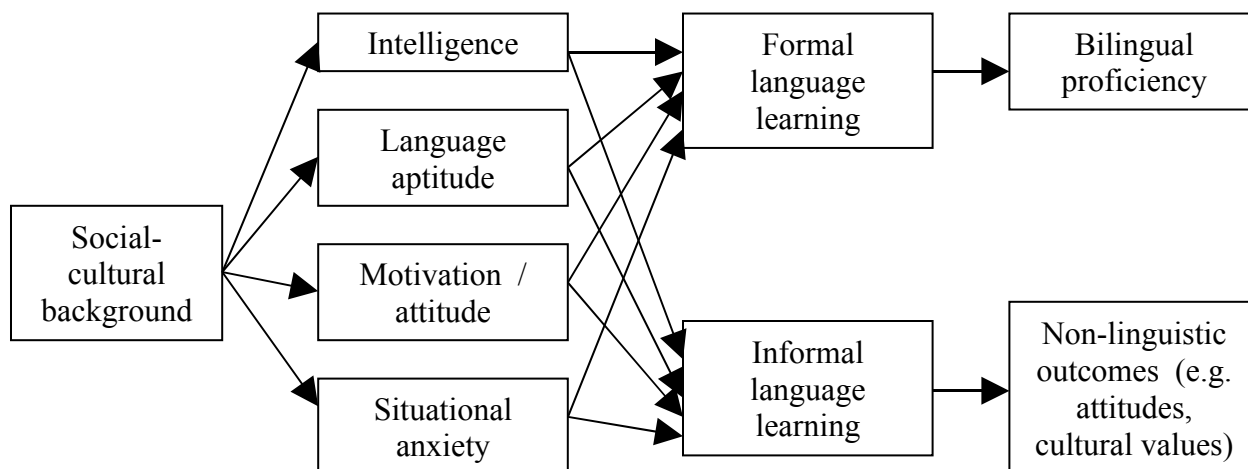 Social-
cultural
background
Intelligence
Language
aptitude
Motivation / 
attitude
Situational
anxiety
Formal
language
learning
Informal
language
learning
Bilingual
proficiency
Non-linguistic
outcomes (e.g.
attitudes,
cultural values)